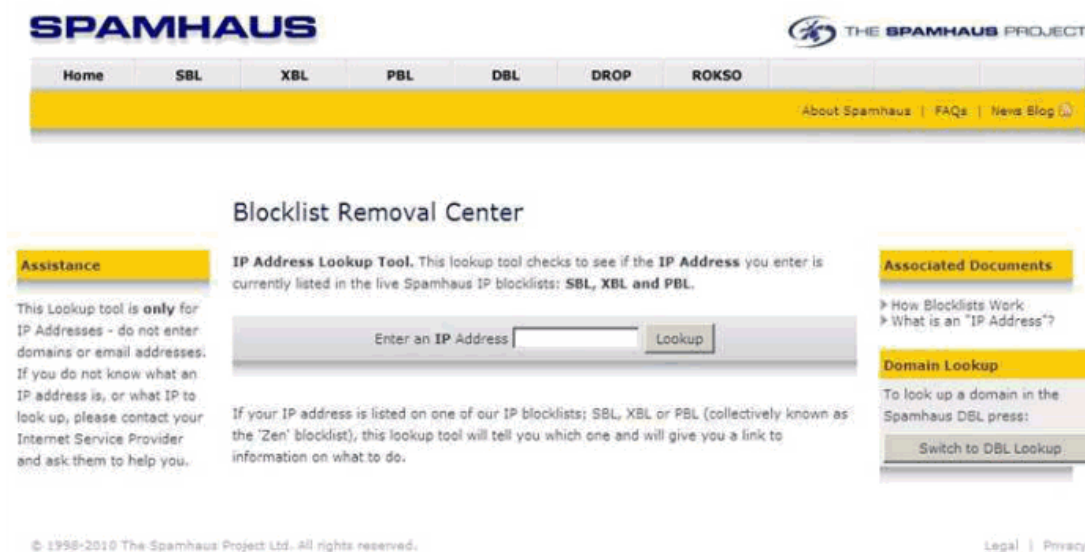 SPAMHAUS
THE SPAMHAUS PROJECT
Home SBL XBL PBL DBL DROP ROKSO
About Spamhaus | FAQs | News Blog
Blocklist Removal Center
Assistance
This Lookup tool is only for
IP Addresses - do not enter
domains or email addresses.
If you do not know what an
IP address is, or what IP to
look up, please contact your
Internet Service Provider
and ask them to help you.
IP Address Lookup Tool. This lookup tool checks to see if the IP Address you enter is
currently listed in the live Spamhaus IP blocklists: SBL, XBL and PBL.
Enter an IP Address Lookup
If your IP address is listed on one of our IP blocklists; SBL, XBL or PBL (collectively known as
the 'Zen' blocklist), this lookup tool will tell you which one and will give you a link to
information on what to do.
Associated Documents
How Blocklists Work
What is an "IP Address"?
Domain Lookup
To look up a domain in the
Spamhaus DBL press:
Switch to DBL Lookup
© 1998-2010 The Spamhaus Project Ltd. All rights reserved.
Legal | Privacy